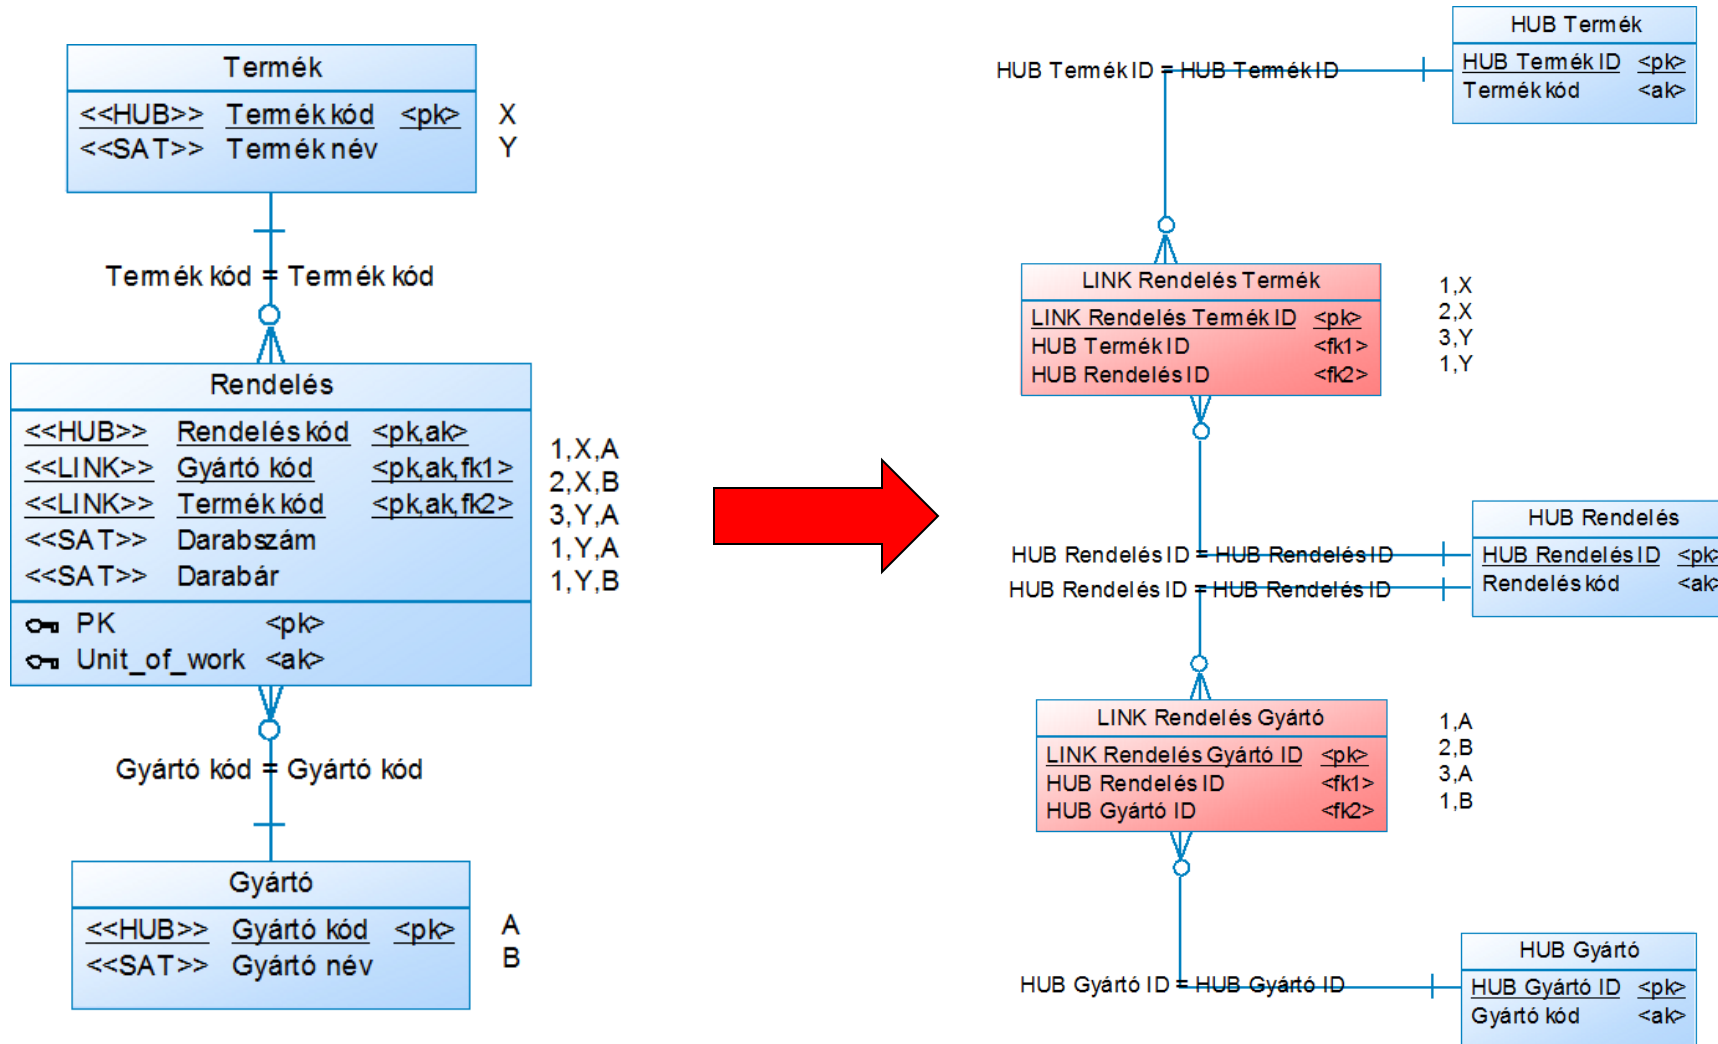 Termék
<<HUB>> Termék kód <pk>
<<SAT>> Termék név
X
Y
Termék kód = Termék kód
Rendelés
<<HUB>> Rendelés kód <pk,ak>
<<LINK>> Gyártó kód <pk,ak,fk1>
<<LINK>> Termék kód <pk,ak,fk2>
<<SAT>> Darabszám
<<SAT>> Darabár
PK <pk>
Unit_of_work <ak>
1,X,A
2,X,B
3,Y,A
1,Y,A
1,Y,B
Gyártó kód = Gyártó kód
Gyártó
<<HUB>> Gyártó kód <pk>
<<SAT>> Gyártó név
A
B
HUB Termék
HUB Termék ID <pk>
Termék kód <ak>
HUB Termék ID = HUB Termék ID
LINK Rendelés Termék
LINK Rendelés Termék ID <pk>
HUB Termék ID <fk1>
HUB Rendelés ID <fk2>
1,X
2,X
3,Y
1,Y
HUB Rendelés
HUB Rendelés ID <pk>
Rendelés kód <ak>
HUB Rendelés ID = HUB Rendelés ID
HUB Rendelés ID = HUB Rendelés ID
LINK Rendelés Gyártó
LINK Rendelés Gyártó ID <pk>
HUB Rendelés ID <fk1>
HUB Gyártó ID <fk2>
1,A
2,B
3,A
1,B
HUB Gyártó ID = HUB Gyártó ID
HUB Gyártó
HUB Gyártó ID <pk>
Gyártó kód <ak>